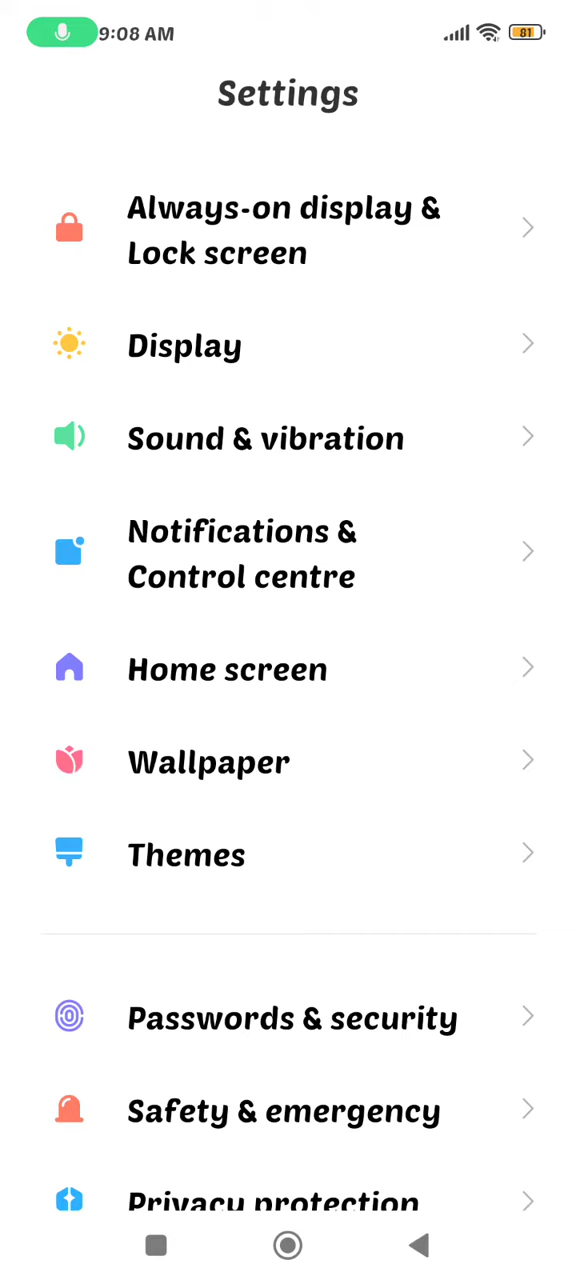 9:08 AM
81
Settings
Always-on display &
Lock screen
Display
Sound & vibration
Notifications &
Control centre
Home screen
Wallpaper
Themes
Passwords & security
Safety & emergency
Privacy protection